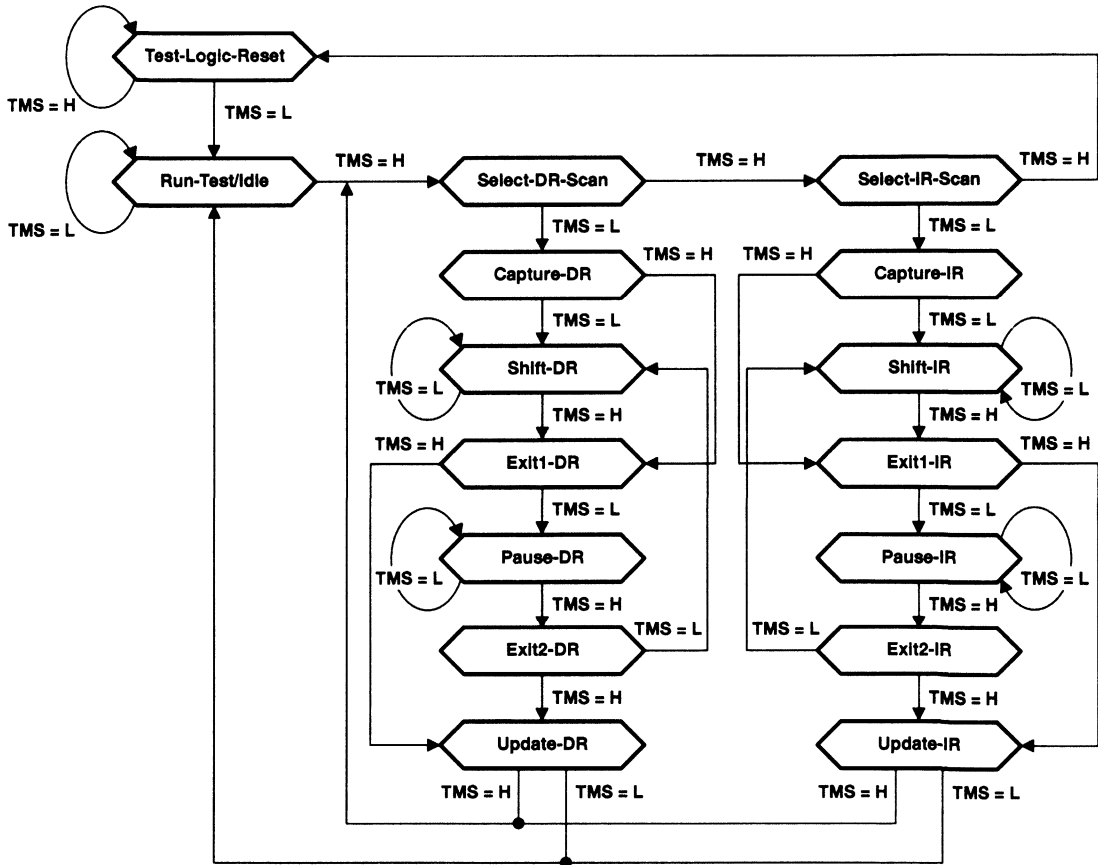 Test-Logic-Reset
TMS = H
TMS = L
TMS = H
TMS = H
TMS = H
Run-Test/Idle
Select-DR-Scan
Select-IR-Scan
TMS = L
TMS = L
TMS = L
TMS = H
TMS = H
Capture-DR
Capture-IR
TMS = L
TMS = L
Shift-DR
Shift-IR
TMS = L
TMS = L
TMS = H
TMS = H
TMS = H
TMS = H
Exit1-DR
Exit1-IR
TMS = L
TMS = L
Pause-DR
Pause-IR
TMS = L
TMS = L
TMS = H
TMS = H
TMS = L
TMS = L
Exit2-DR
Exit2-IR
TMS = H
TMS = H
Update-DR
Update-IR
TMS = H
TMS = L
TMS = H
TMS = L